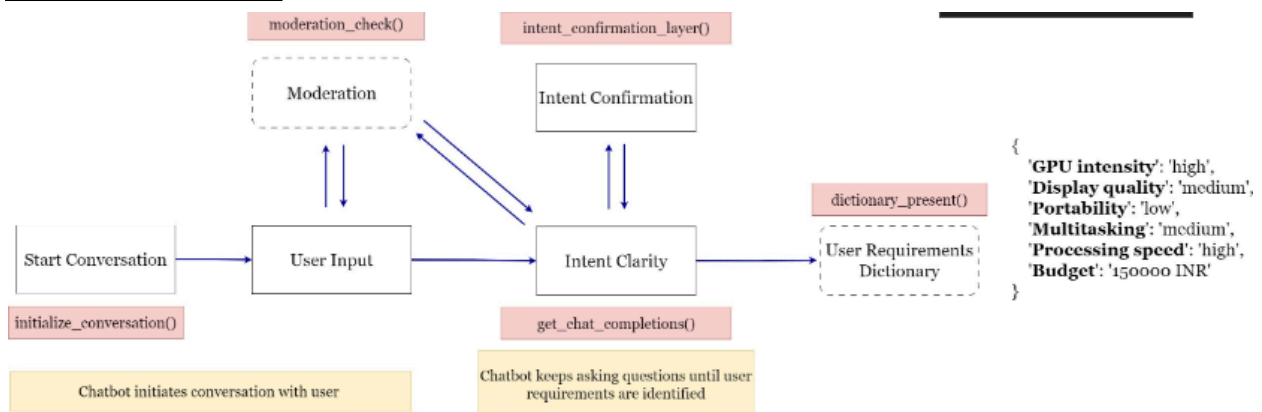 moderation_check()
intent_confirmation_layer()
Moderation
Intent Confirmation
{
'GPU intensity': 'high',
'Display quality': 'medium',
'Portability': 'low',
'Multitasking': 'medium',
'Processing speed': 'high',
'Budget': '150000 INR'
}
dictionary_present()
Start Conversation
User Input
Intent Clarity
User Requirements
Dictionary
initialize_conversation()
get_chat_completions()
Chatbot initiates conversation with user
Chatbot keeps asking questions until user
requirements are identified